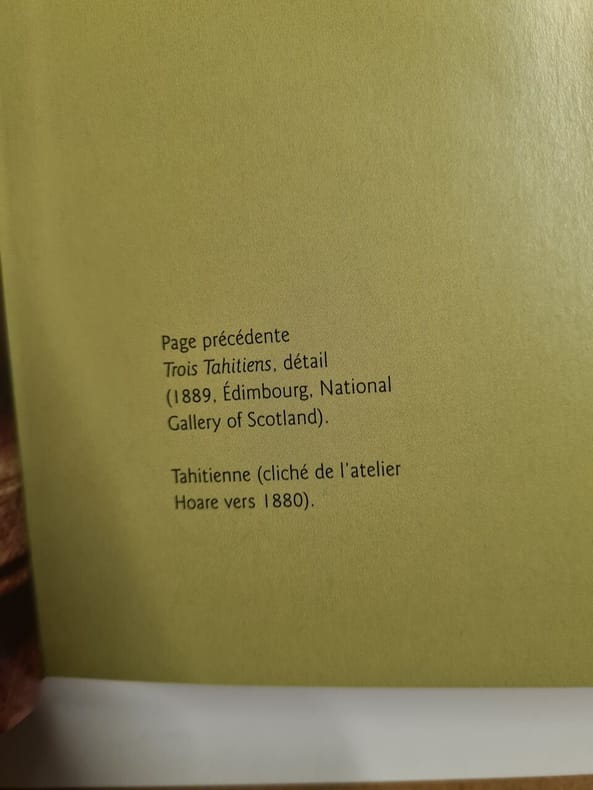 Page précédente
Trois Tahitiens, détail
(1889, Édimbourg, National
Gallery of Scotland).
Tahitienne (cliché de l'atelier
Hoare vers 1880).